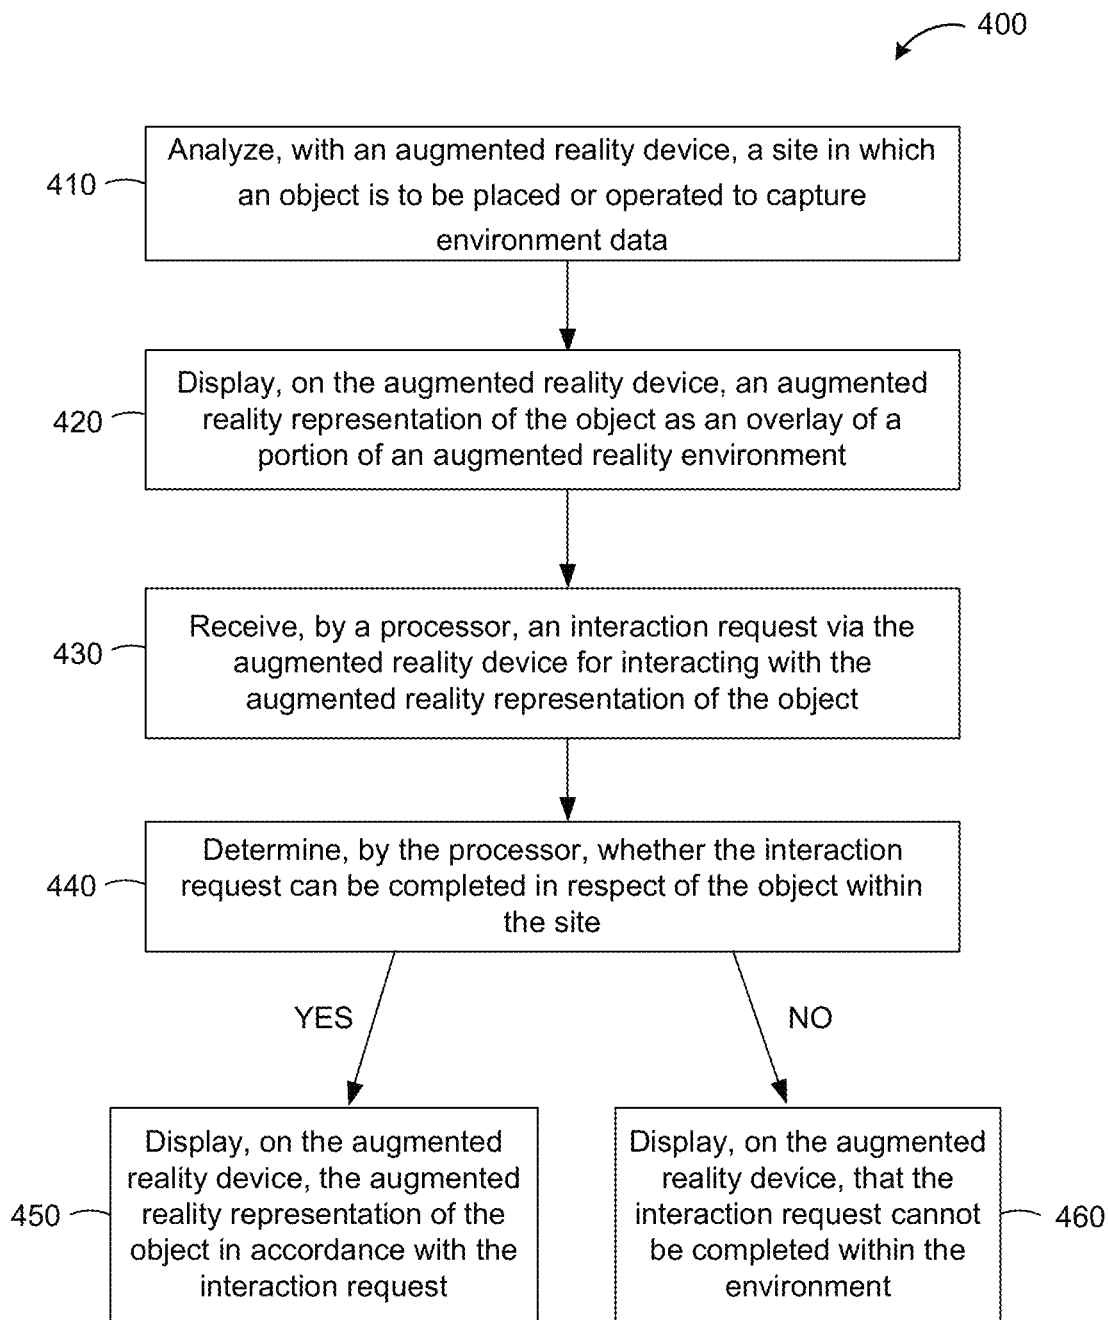 400
Analyze, with an augmented reality device, a site in which
an object is to be placed or operated to capture
environment data
410
Display, on the augmented reality device, an augmented
reality representation of the object as an overlay of a
portion of an augmented reality environment
420
Receive, by a processor, an interaction request via the
augmented reality device for interacting with the
augmented reality representation of the object
430
Determine, by the processor, whether the interaction
request can be completed in respect of the object within
the site
440
YES
NO
Display, on the augmented
reality device, the augmented
reality representation of the
object in accordance with the
interaction request
450
Display, on the augmented
reality device, that the
interaction request cannot
be completed within the
environment
460